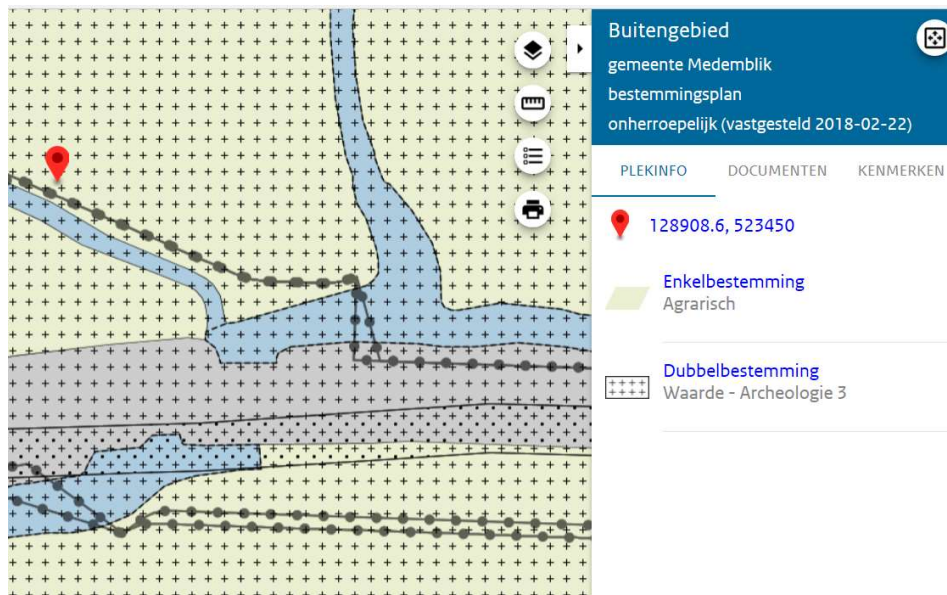 Buitengebied
gemeente Medemblik
bestemmingsplan
onherroepelijk (vastgesteld 2018-02-22)
PLEKINFO DOCUMENTEN KENMERKEN
128908.6, 523450
Enkelbestemming
Agrarisch
Dubbelbestemming
Waarde - Archeologie 3